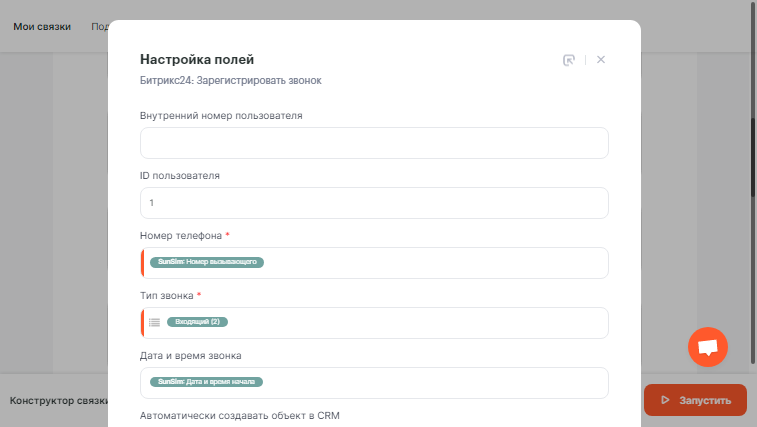 Мои связки
Настройка полей
Битрикс24: Зарегистрировать звонок
Внутренний номер пользователя
ID пользователя
1
Номер телефона *
SunSim: Номер вызывающего
Тип звонка *
Входящий (2)
Дата и время звонка
SunSim: Дата и время начала
Автоматически создавать объект в CRM
Конструктор связки
Запустить